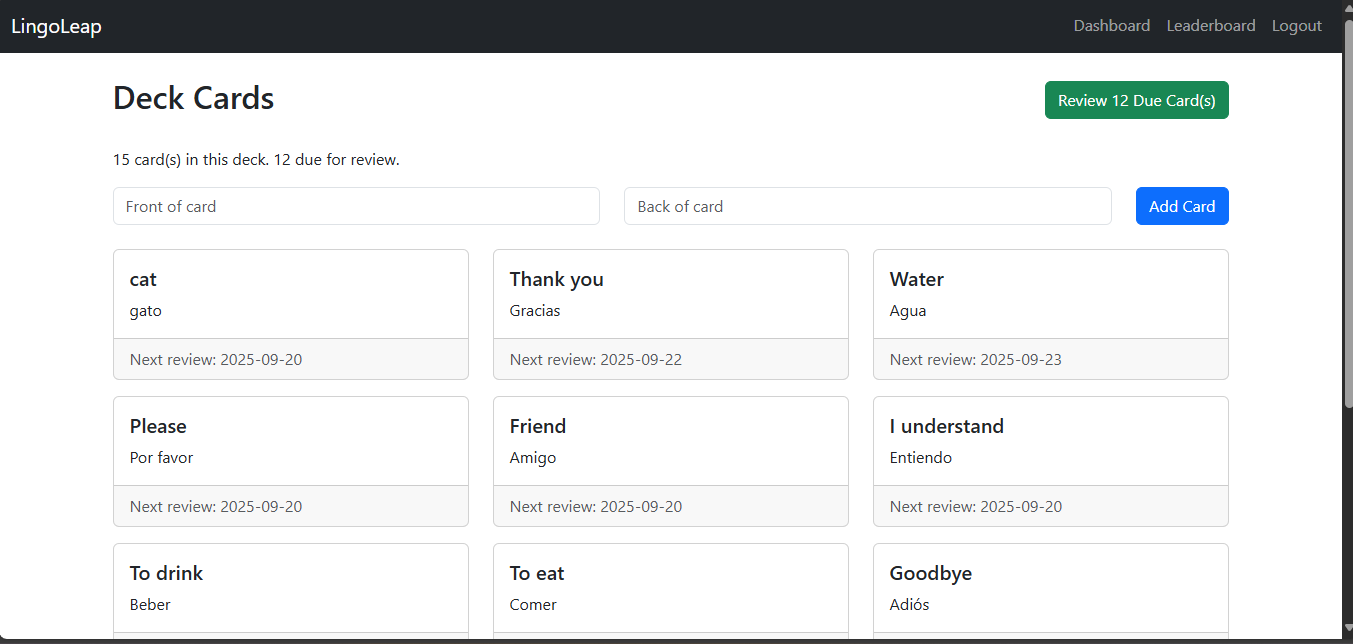 LingoLeap Dashboard Leaderboard Logout
Deck Cards Review 12 Due Card(s)
15 card(s) in this deck. 12 due for review.
Front of card Back of card Add Card
cat
gato
Next review: 2025-09-20
Thank you
Gracias
Next review: 2025-09-22
Water
Agua
Next review: 2025-09-23
Please
Por favor
Next review: 2025-09-20
Friend
Amigo
Next review: 2025-09-20
I understand
Entiendo
Next review: 2025-09-20
To drink
Beber
To eat
Comer
Goodbye
Adiós